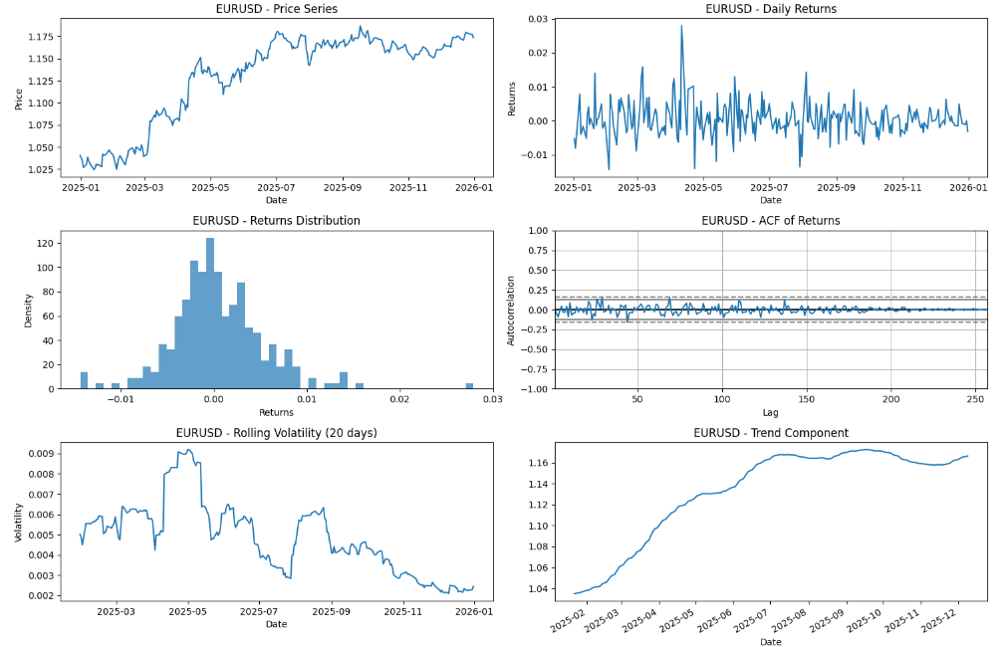 EURUSD - Price Series
Price
1.175
1.150
1.125
1.100
1.075
1.050
1.025
2025-01 2025-03 2025-05 2025-07 2025-09 2025-11 2026-01
Date
EURUSD - Daily Returns
Returns
0.03
0.02
0.01
0.00
−0.01
2025-01 2025-03 2025-05 2025-07 2025-09 2025-11 2026-01
Date
EURUSD - Returns Distribution
Density
120
100
80
60
40
20
0
−0.01 0.00 0.01 0.02 0.03
Returns
EURUSD - ACF of Returns
Autocorrelation
1.00
0.75
0.50
0.25
0.00
−0.25
−0.50
−0.75
−1.00
50 100 150 200 250
Lag
EURUSD - Rolling Volatility (20 days)
Volatility
0.009
0.008
0.007
0.006
0.005
0.004
0.003
0.002
2025-03 2025-05 2025-07 2025-09 2025-11 2026-01
Date
EURUSD - Trend Component
1.16
1.14
1.12
1.10
1.08
1.06
1.04
2025-02 2025-03 2025-04 2025-05 2025-06 2025-07 2025-08 2025-09 2025-10 2025-11 2025-12
Date